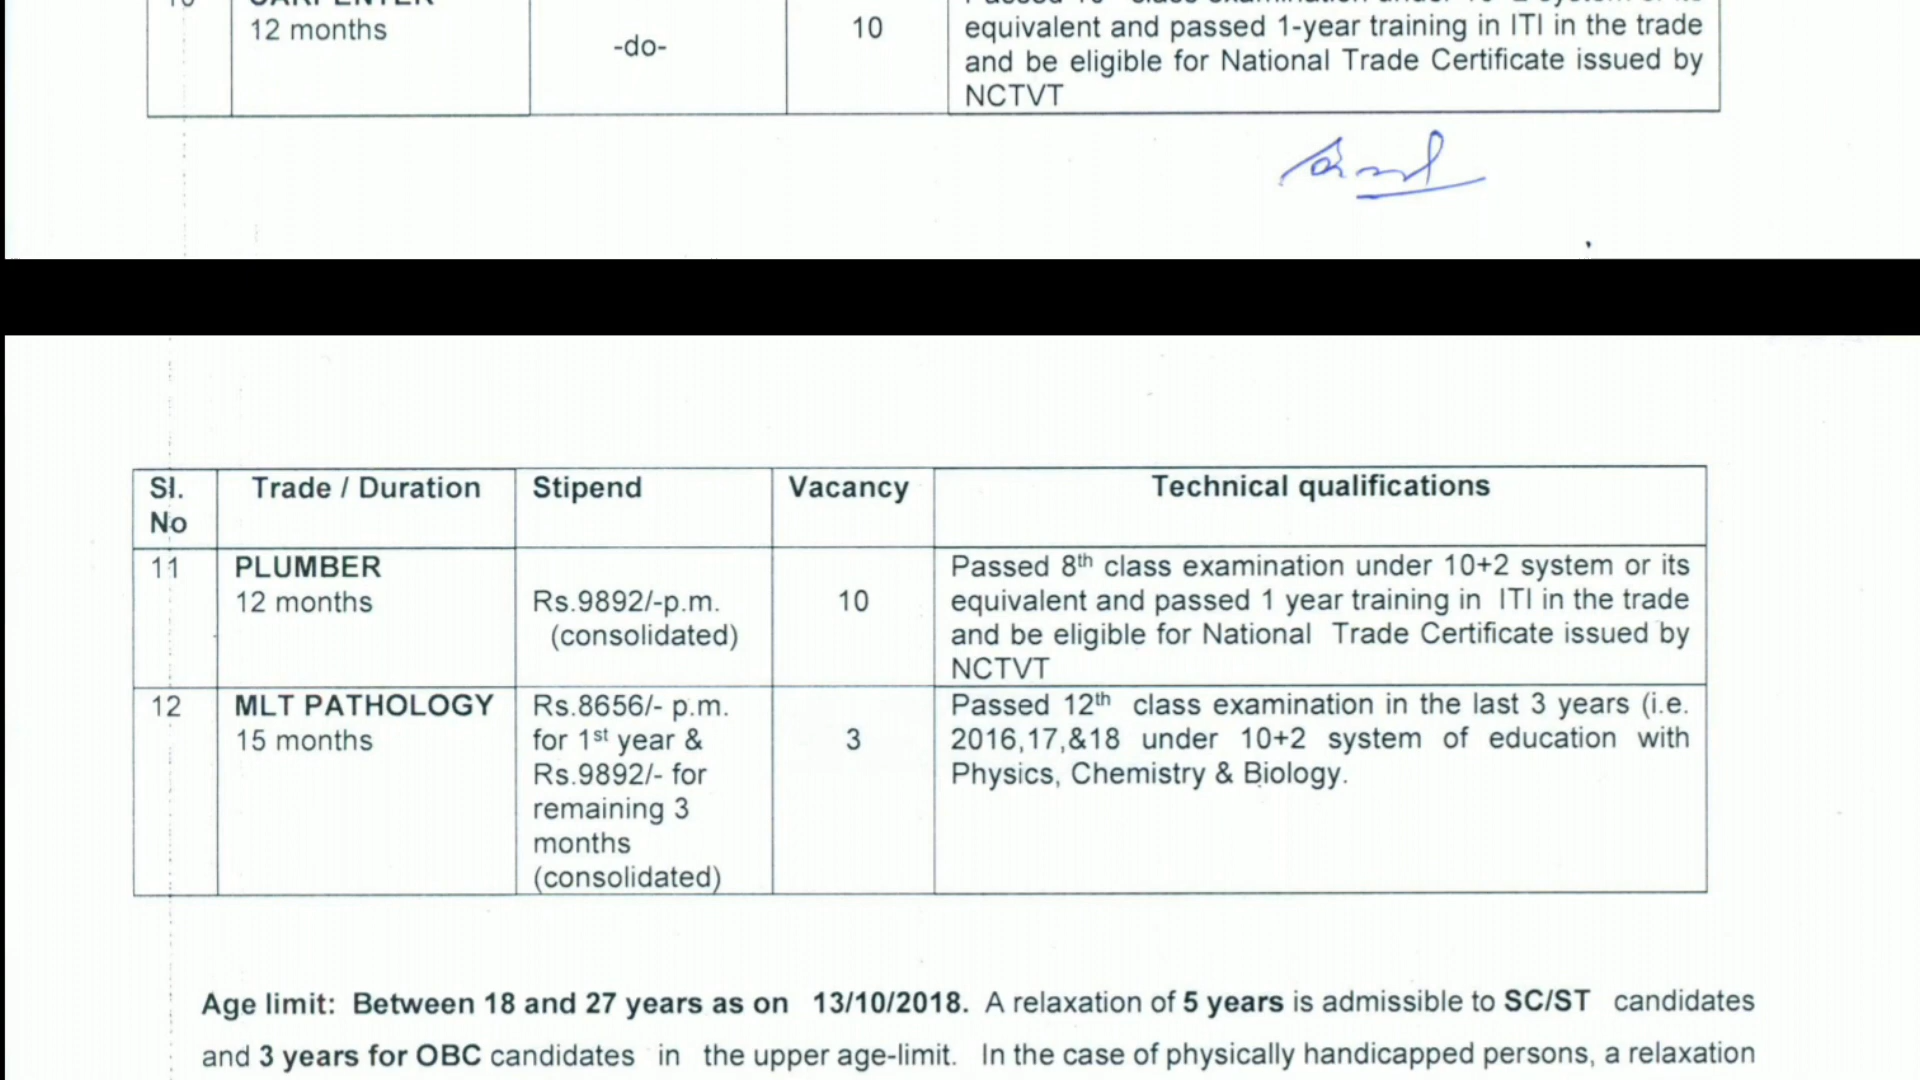 12 months
-do-
10
equivalent and passed 1-year training in ITI in the trade
and be eligible for National Trade Certificate issued by
NCTVT
Sl. No
Trade / Duration
Stipend
Vacancy
Technical qualifications
11
PLUMBER
12 months
Rs.9892/-p.m.
(consolidated)
10
Passed 8th class examination under 10+2 system or its
equivalent and passed 1 year training in ITI in the trade
and be eligible for National Trade Certificate issued by
NCTVT
12
MLT PATHOLOGY
15 months
Rs.8656/- p.m.
for 1st year &
Rs.9892/- for
remaining 3
months
(consolidated)
3
Passed 12th class examination in the last 3 years (i.e.
2016,17,&18 under 10+2 system of education with
Physics, Chemistry & Biology.
Age limit: Between 18 and 27 years as on 13/10/2018. A relaxation of 5 years is admissible to SC/ST candidates
and 3 years for OBC candidates in the upper age-limit. In the case of physically handicapped persons, a relaxation